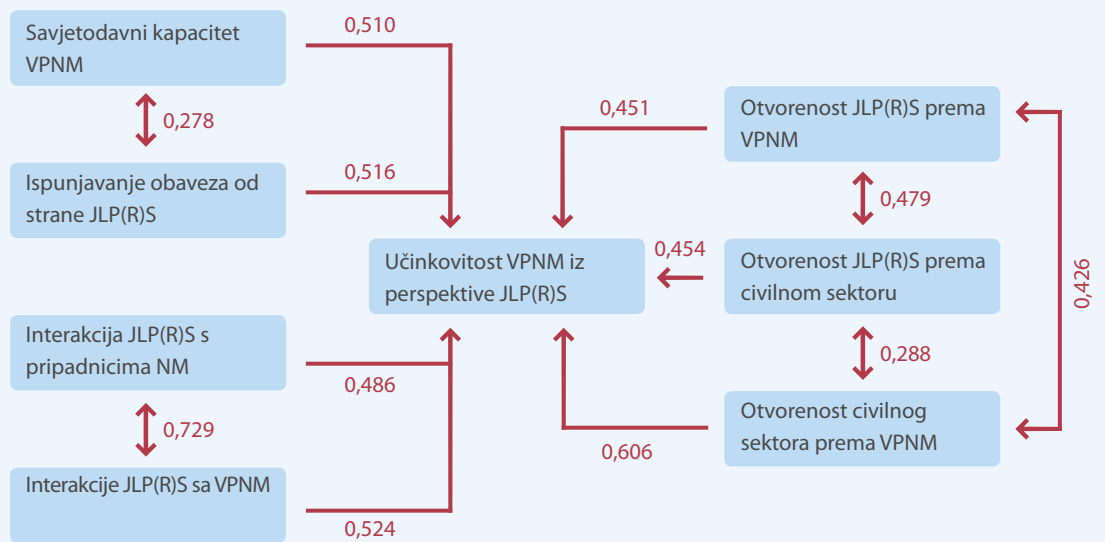 Savjetodavni kapacitet
VPNM
0,510
0,278
Ispunjavanje obaveza od
strane JLP(R)S
0,516
Interakcija JLP(R)S s
pripadnicima NM
0,486
0,729
Interakcije JLP(R)S sa VPNM
0,524
Učinkovitost VPNM iz
perspektive JLP(R)S
0,451
Otvorenost JLP(R)S prema
VPNM
0,479
0,454
Otvorenost JLP(R)S prema
civilnom sektoru
0,288
0,606
Otvorenost civilnog
sektora prema VPNM
0,426